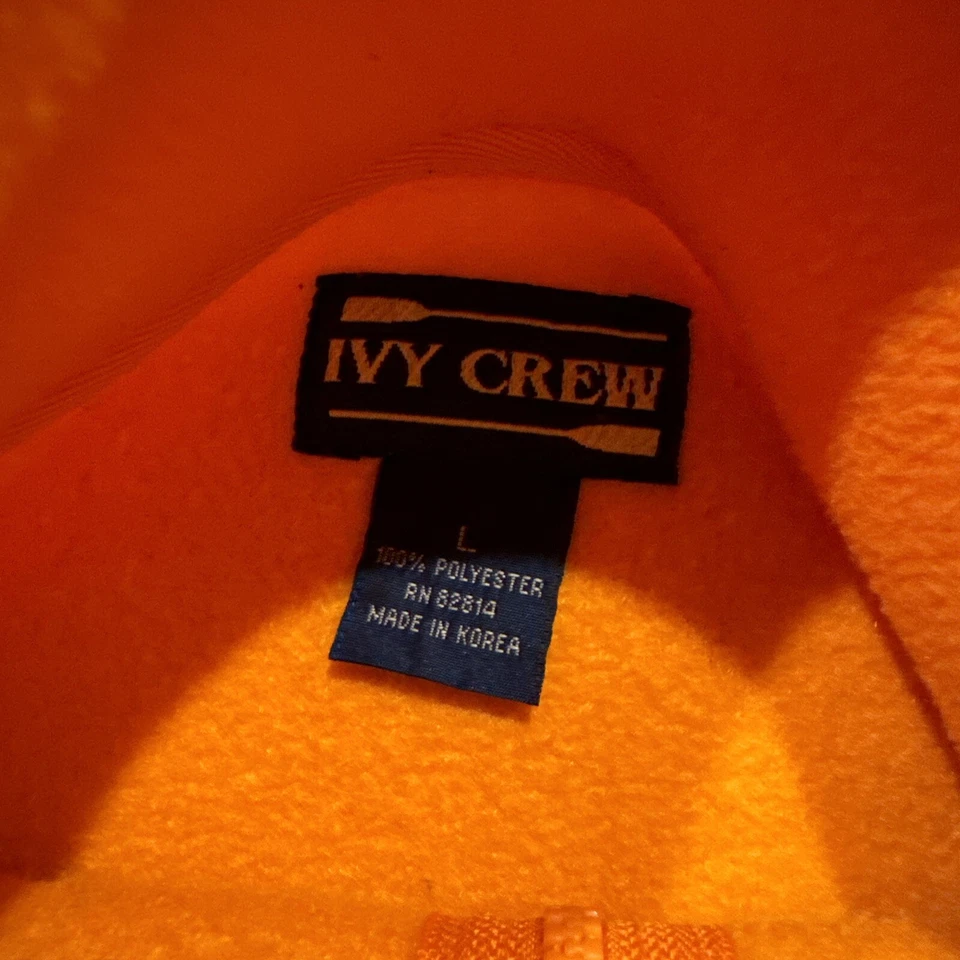 IVY CREW
L
100% POLYESTER
RN 82814
MADE IN KOREA